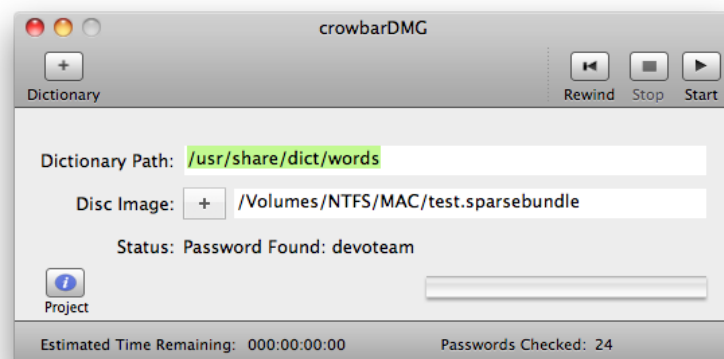 crowbarDMG
Dictionary
Rewind Stop Start
Dictionary Path: /usr/share/dict/words
Disc Image: + /Volumes/NTFS/MAC/test.sparsebundle
Status: Password Found: devoteam
Project
Estimated Time Remaining: 000:00:00:00 Passwords Checked: 24